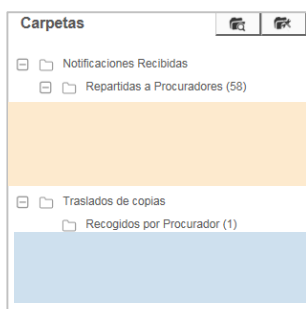 Carpetas
Notificaciones Recibidas
Repartidas a Procuradores (58)
Traslados de copias
Recogidos por Procurador (1)